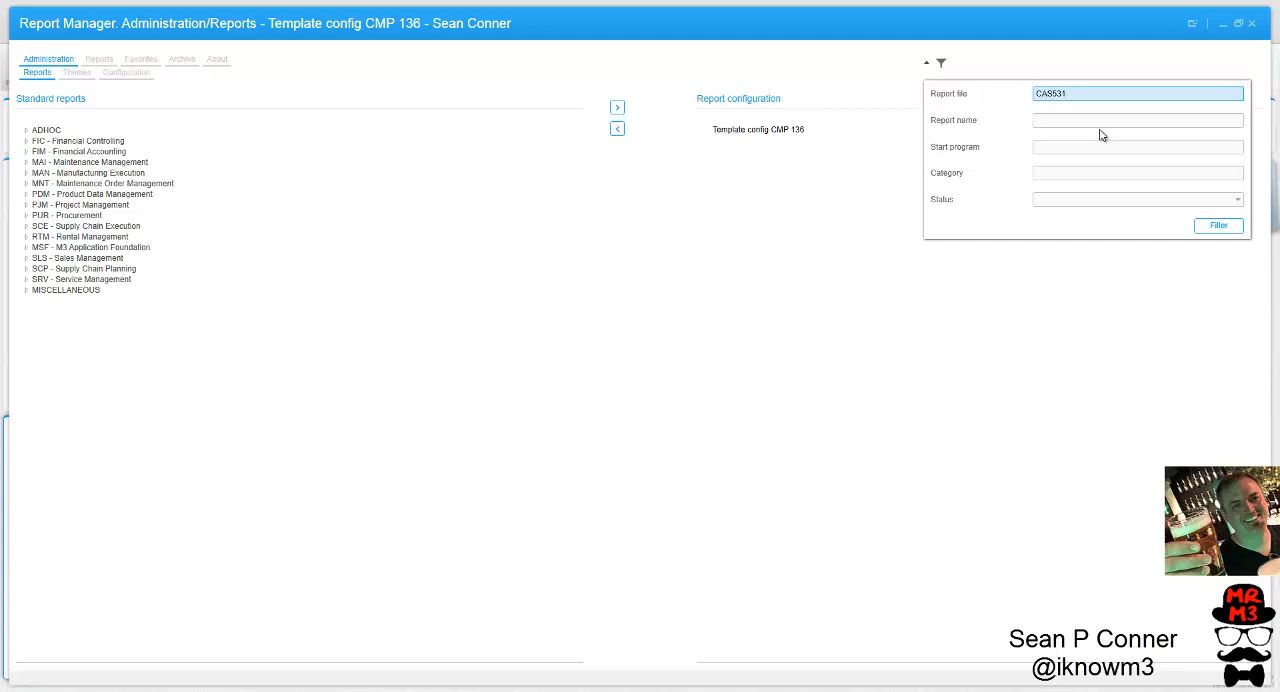 Report Manager. Administration/Reports - Template config CMP 136 - Sean Conner
Administration Reports Favorites Archive About
Reports Themes Configuration
Standard reports
Report configuration
Template config CMP 136
ADHOC
FIC - Financial Controlling
FIM - Financial Accounting
MAI - Maintenance Management
MAN - Manufacturing Execution
MNT - Maintenance Order Management
PDM - Product Data Management
PJM - Project Management
PUR - Procurement
SCE - Supply Chain Execution
RTM - Rental Management
MSF - M3 Application Foundation
SLS - Sales Management
SCP - Supply Chain Planning
SRV - Service Management
MISCELLANEOUS
Report file CAS531
Report name
Start program
Category
Status
Filter
MR
M3
Sean P Conner
@iknowm3